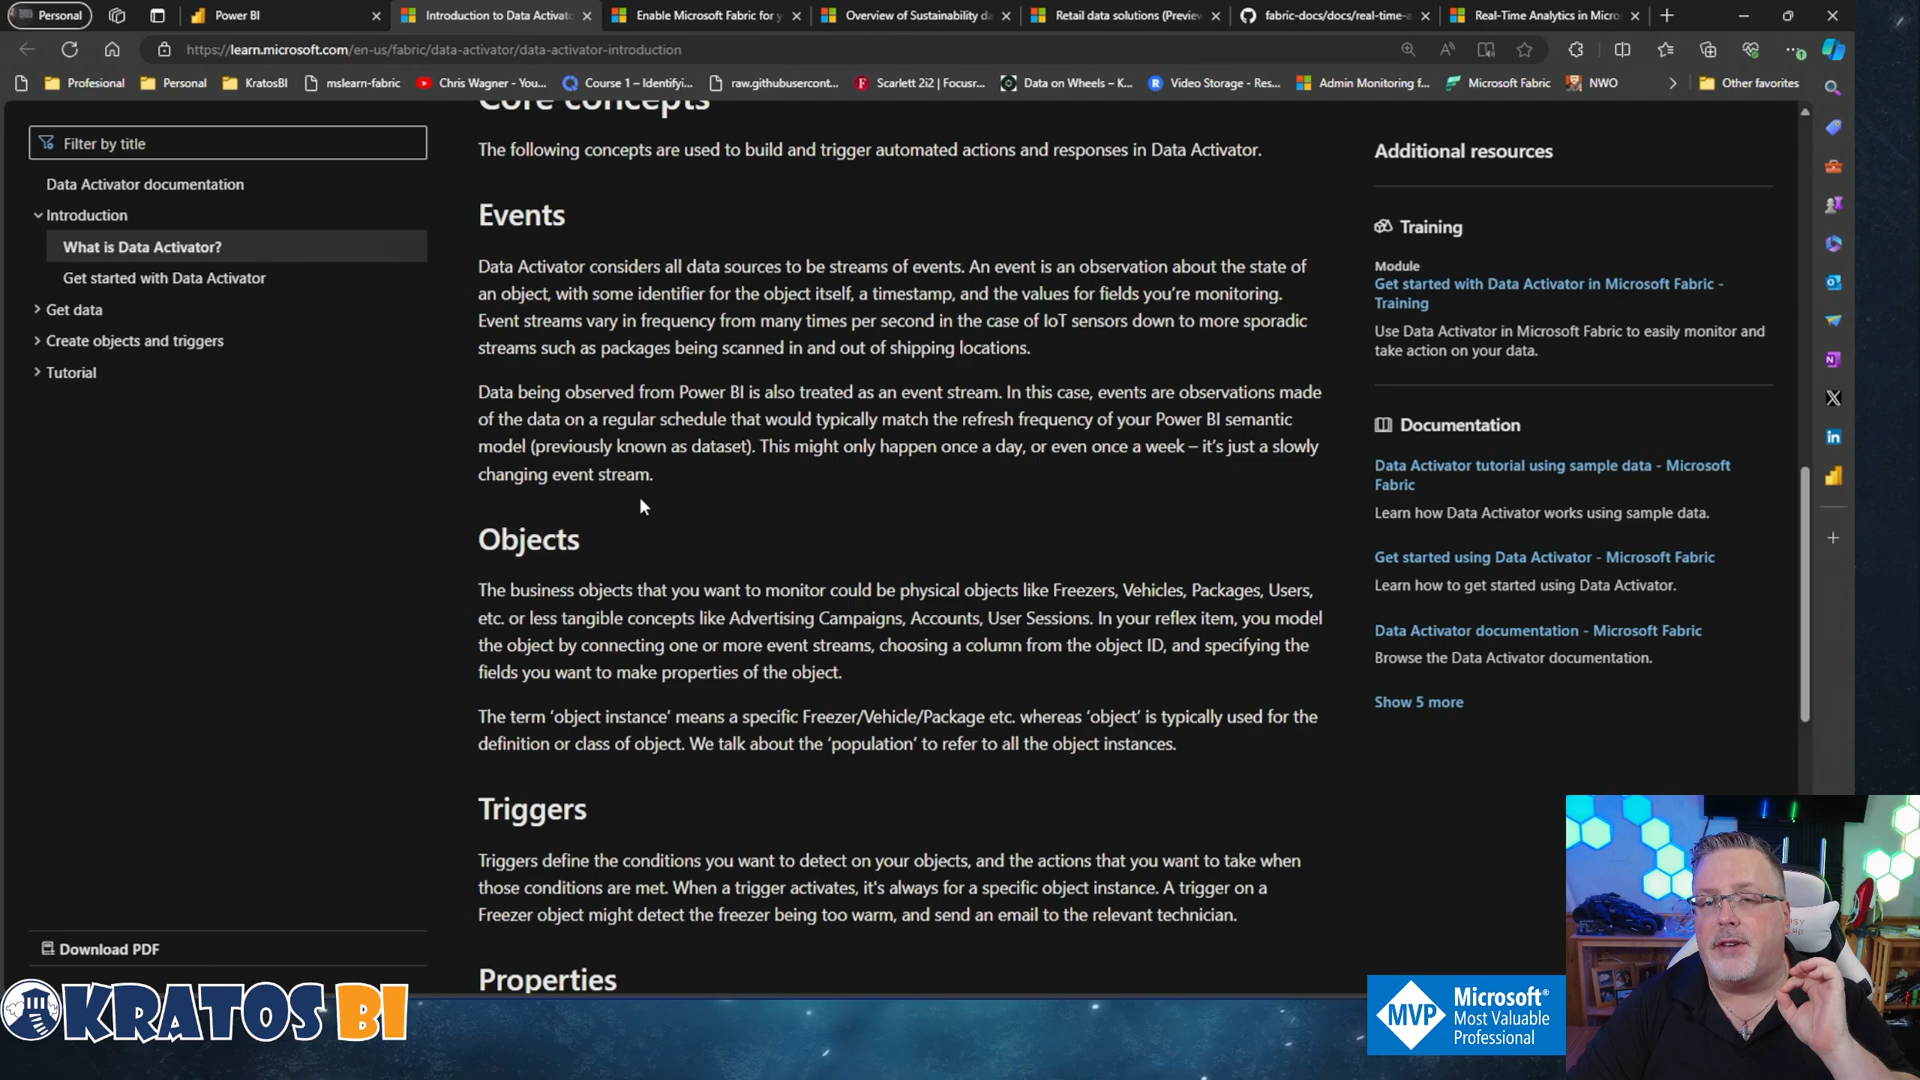 Personal
Power BI
Introduction to Data Activato
Enable Microsoft Fabric for y
Overview of Sustainability da
Retail data solutions (Preview
fabric-docs/docs/real-time-a
Real-Time Analytics in Micro
https://learn.microsoft.com/en-us/fabric/data-activator/data-activator-introduction
Profesional
Personal
KratosBI
mslearn-fabric
Chris Wagner - You...
Course 1 – Identifyi...
raw.githubusercont...
Scarlett 2i2 | Focusr...
Data on Wheels – K...
Video Storage - Res...
Admin Monitoring f...
Microsoft Fabric
NWO
Other favorites
Filter by title
Data Activator documentation
Introduction
What is Data Activator?
Get started with Data Activator
Get data
Create objects and triggers
Tutorial
Download PDF
Core concepts
The following concepts are used to build and trigger automated actions and responses in Data Activator.
Events
Data Activator considers all data sources to be streams of events. An event is an observation about the state of
an object, with some identifier for the object itself, a timestamp, and the values for fields you're monitoring.
Event streams vary in frequency from many times per second in the case of IoT sensors down to more sporadic
streams such as packages being scanned in and out of shipping locations.
Data being observed from Power BI is also treated as an event stream. In this case, events are observations made
of the data on a regular schedule that would typically match the refresh frequency of your Power BI semantic
model (previously known as dataset). This might only happen once a day, or even once a week – it's just a slowly
changing event stream.
Objects
The business objects that you want to monitor could be physical objects like Freezers, Vehicles, Packages, Users,
etc. or less tangible concepts like Advertising Campaigns, Accounts, User Sessions. In your reflex item, you model
the object by connecting one or more event streams, choosing a column from the object ID, and specifying the
fields you want to make properties of the object.
The term ‘object instance’ means a specific Freezer/Vehicle/Package etc. whereas ‘object’ is typically used for the
definition or class of object. We talk about the ‘population’ to refer to all the object instances.
Triggers
Triggers define the conditions you want to detect on your objects, and the actions that you want to take when
those conditions are met. When a trigger activates, it's always for a specific object instance. A trigger on a
Freezer object might detect the freezer being too warm, and send an email to the relevant technician.
Properties
Additional resources
Training
Module
Get started with Data Activator in Microsoft Fabric -
Training
Use Data Activator in Microsoft Fabric to easily monitor and
take action on your data.
Documentation
Data Activator tutorial using sample data - Microsoft
Fabric
Learn how Data Activator works using sample data.
Get started using Data Activator - Microsoft Fabric
Learn how to get started using Data Activator.
Data Activator documentation - Microsoft Fabric
Browse the Data Activator documentation.
Show 5 more
KRATOS BI
MVP
Microsoft®
Most Valuable
Professional